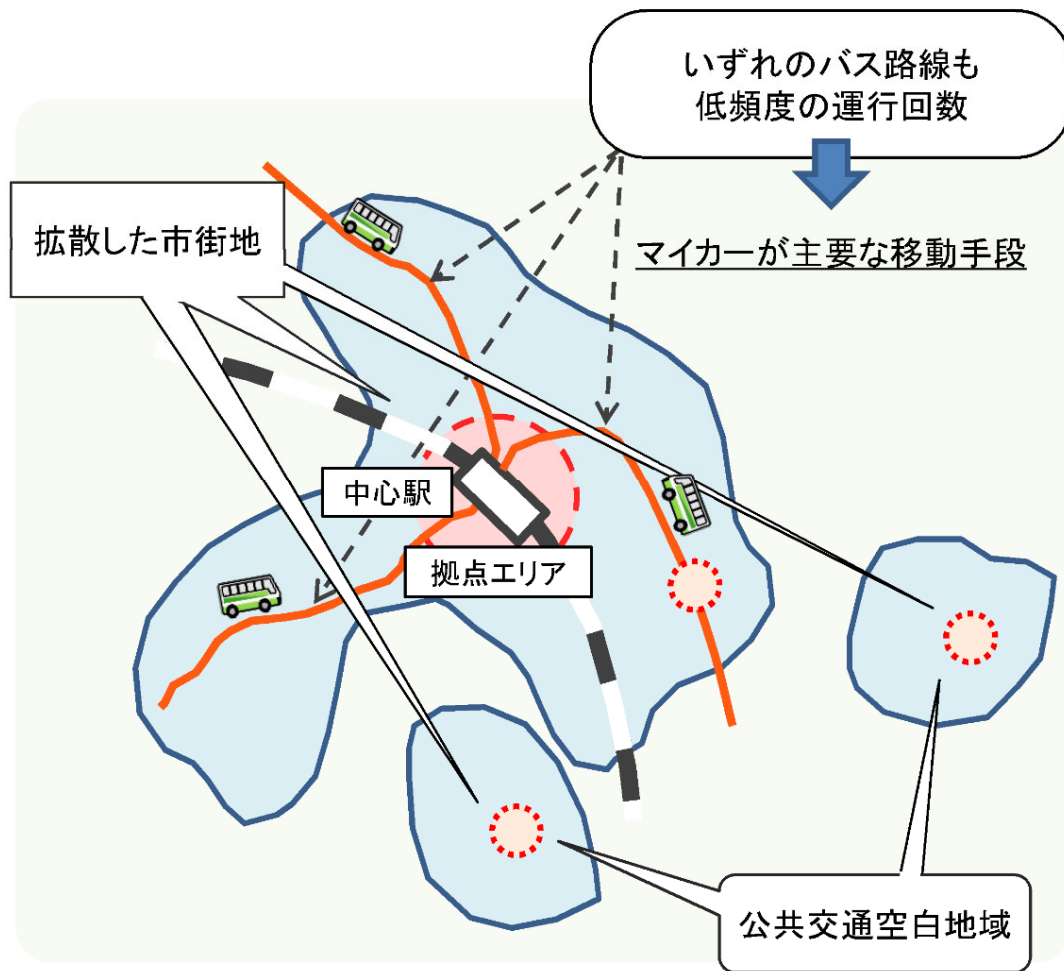 いずれのバス路線も
低頻度の運行回数
マイカーが主要な移動手段
拡散した市街地
中心駅
拠点エリア
公共交通空白地域